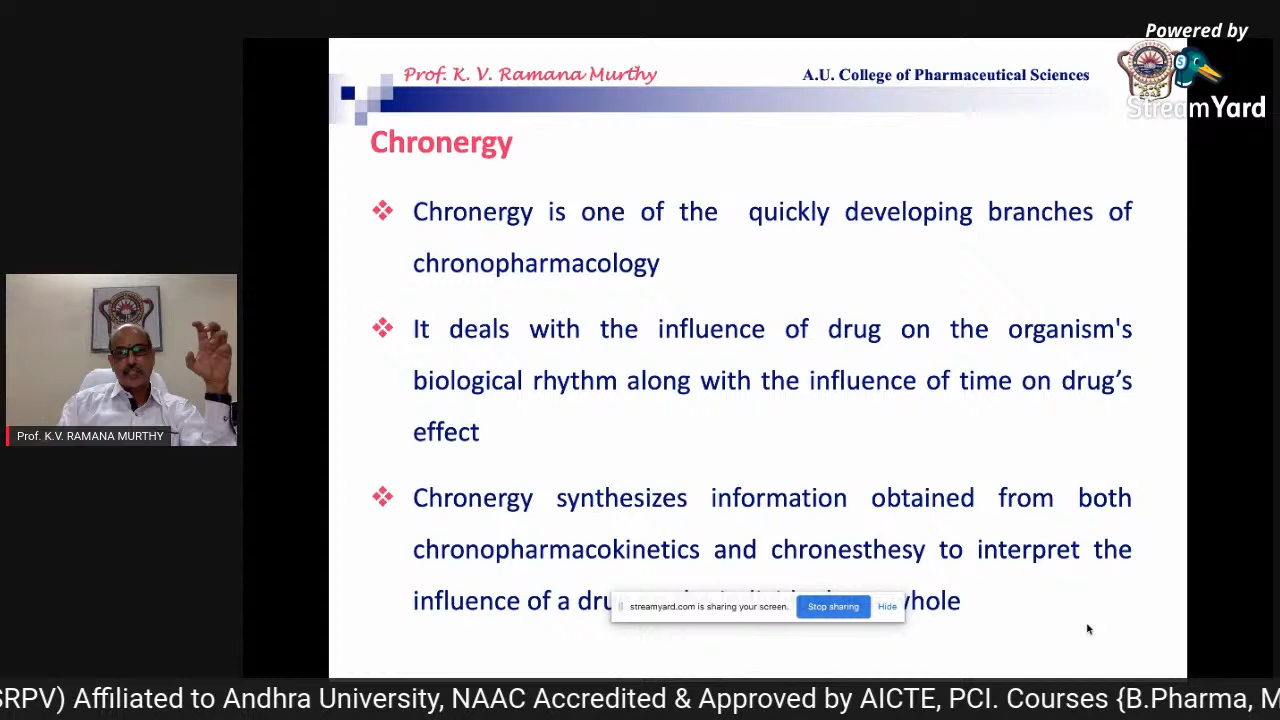 Powered by
StreamYard
Prof. K. V. Ramana Murthy
A.U. College of Pharmaceutical Sciences
Chronergy
Chronergy is one of the quickly developing branches of
chronopharmacology
It deals with the influence of drug on the organism's
biological rhythm along with the influence of time on drug's
effect
Chronergy synthesizes information obtained from both
chronopharmacokinetics and chronesthesy to interpret the
influence of a whole
streamyard.com is sharing your screen. Stop sharing Hide
Prof. K.V. RAMANA MURTHY
SRPV) Affiliated to Andhra University, NAAC Accredited & Approved by AICTE, PCI. Courses {B.Pharma, M